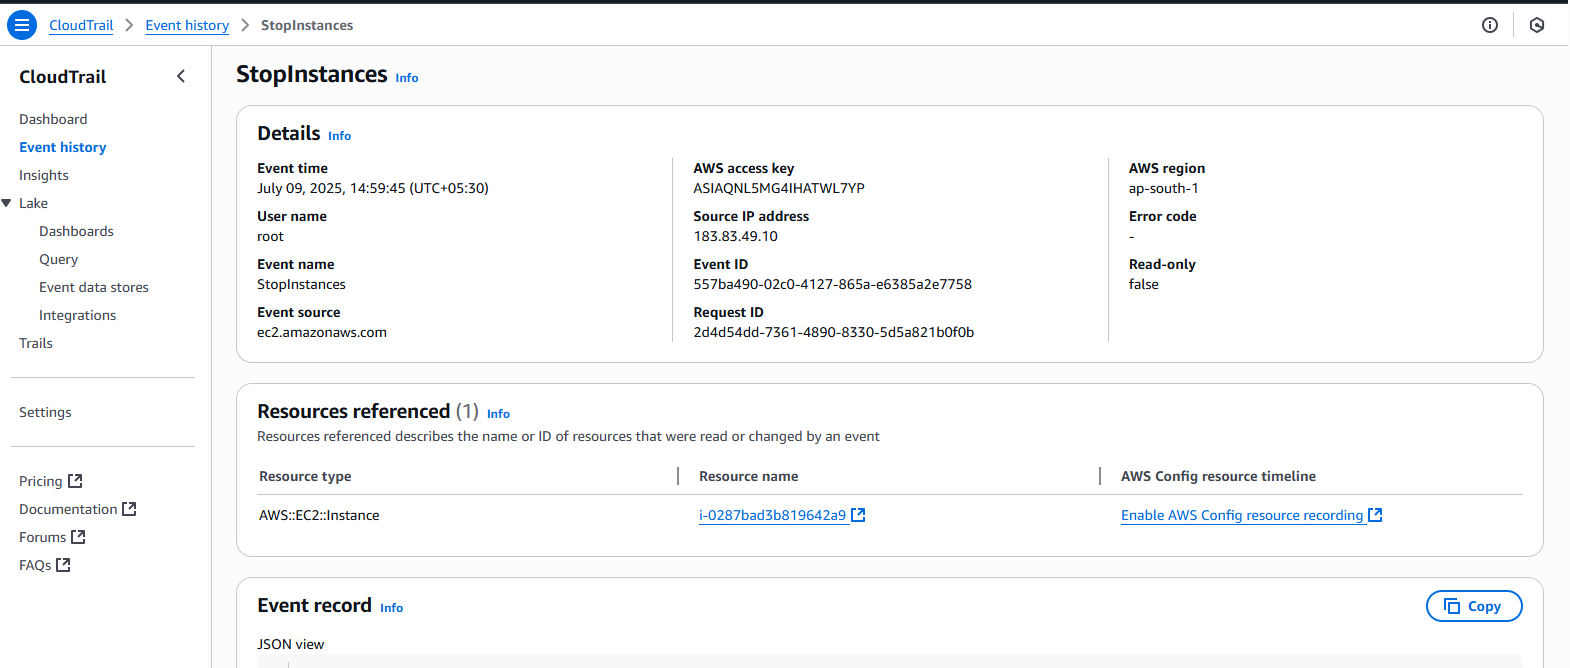 CloudTrail > Event history > StopInstances
CloudTrail
Dashboard
Event history
Insights
Lake
Dashboards
Query
Event data stores
Integrations
Trails
Settings
Pricing
Documentation
Forums
FAQs
StopInstances Info
Details Info
Event time
July 09, 2025, 14:59:45 (UTC+05:30)
User name
root
Event name
StopInstances
Event source
ec2.amazonaws.com
AWS access key
ASIAQNL5MG4IHATWL7YP
Source IP address
183.83.49.10
Event ID
557ba490-02c0-4127-865a-e6385a2e7758
Request ID
2d4d54dd-7361-4890-8330-5d5a821b0f0b
AWS region
ap-south-1
Error code
-
Read-only
false
Resources referenced (1) Info
Resources referenced describes the name or ID of resources that were read or changed by an event
Resource type Resource name AWS Config resource timeline
AWS::EC2::Instance i-0287bad3b819642a9 Enable AWS Config resource recording
Event record Info
Copy
JSON view